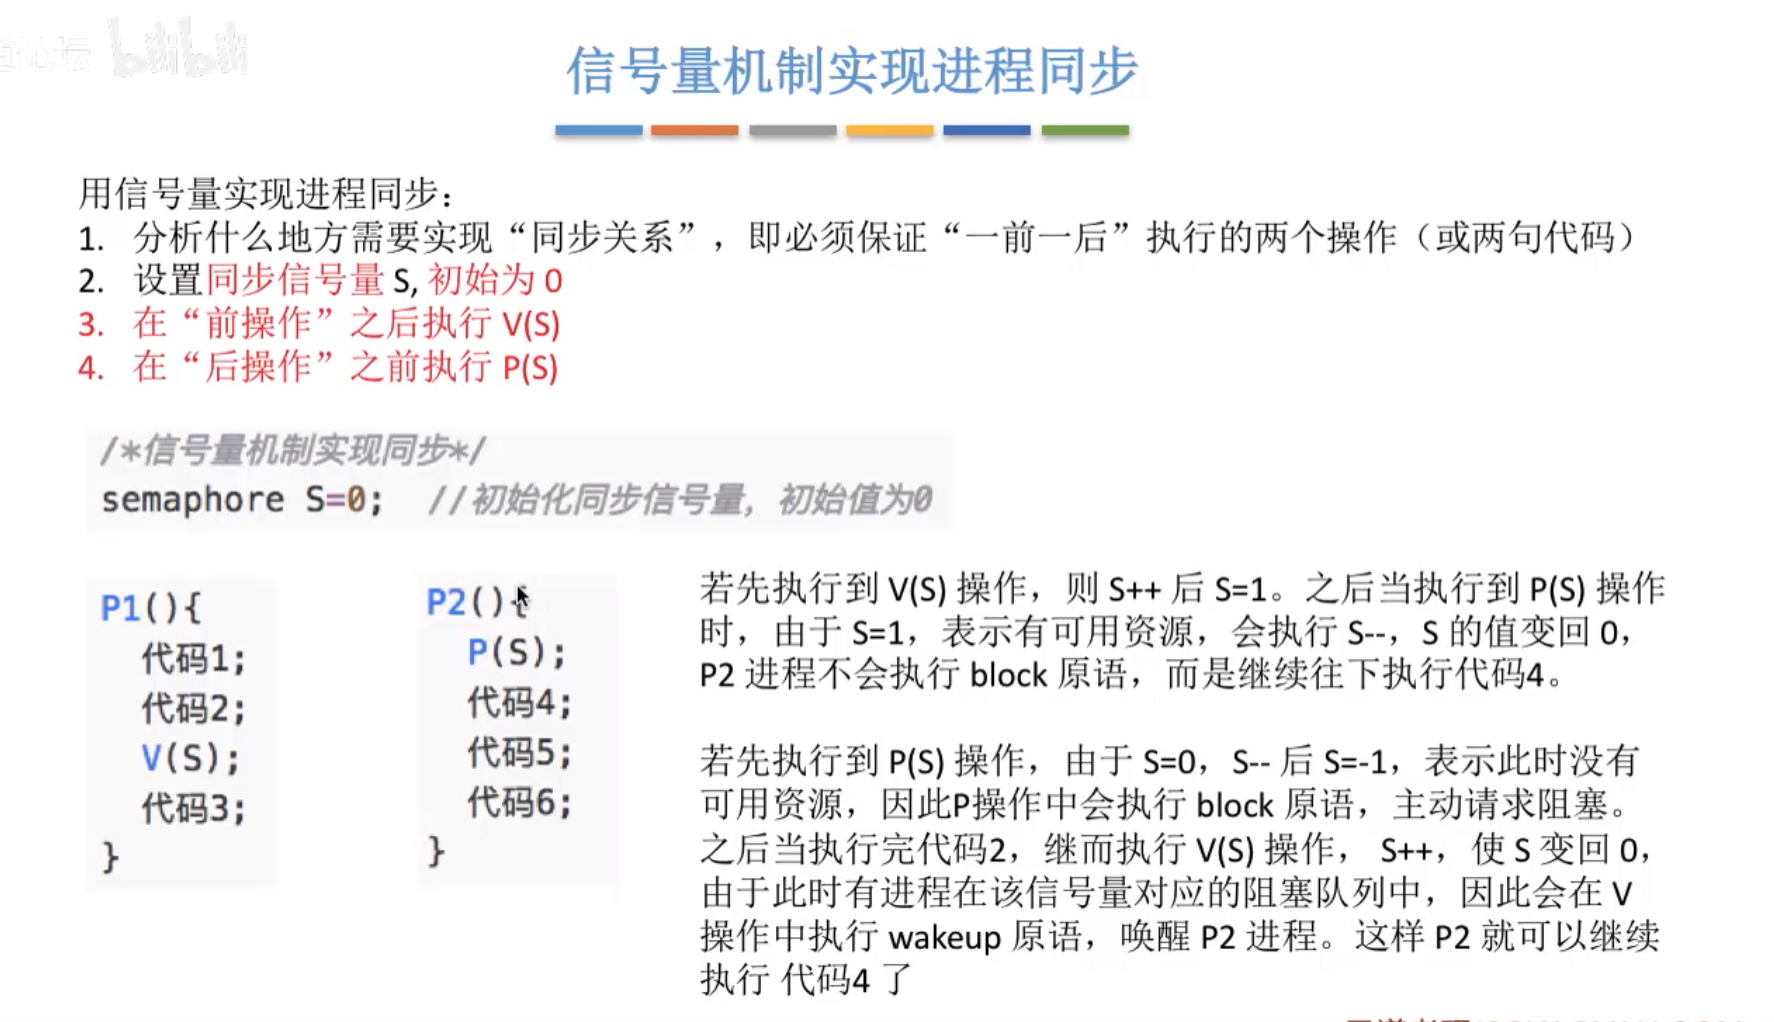 道论坛 bilibili
信号量机制实现进程同步
用信号量实现进程同步：
1. 分析什么地方需要实现“同步关系”，即必须保证“一前一后”执行的两个操作（或两句代码）
2. 设置同步信号量 S, 初始为 0
3. 在“前操作”之后执行 V(S)
4. 在“后操作”之前执行 P(S)
/*信号量机制实现同步*/
semaphore S=0; //初始化同步信号量，初始值为0
P1(){
代码1;
代码2;
V(S);
代码3;
}
P2(){
P(S);
代码4;
代码5;
代码6;
}
若先执行到 V(S) 操作，则 S++ 后 S=1。之后当执行到 P(S) 操作
时，由于 S=1，表示有可用资源，会执行 S--，S 的值变回 0，
P2 进程不会执行 block 原语，而是继续往下执行代码4。
若先执行到 P(S) 操作，由于 S=0，S-- 后 S=-1，表示此时没有
可用资源，因此P操作中会执行 block 原语，主动请求阻塞。
之后当执行完代码2，继而执行 V(S) 操作， S++，使 S 变回 0，
由于此时有进程在该信号量对应的阻塞队列中，因此会在 V
操作中执行 wakeup 原语，唤醒 P2 进程。这样 P2 就可以继续
执行 代码4 了